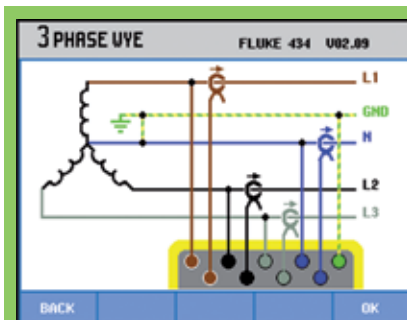 3 PHASE WYE
FLUKE 434 V02.09
L1
GND
N
L2
L3
BACK
OK